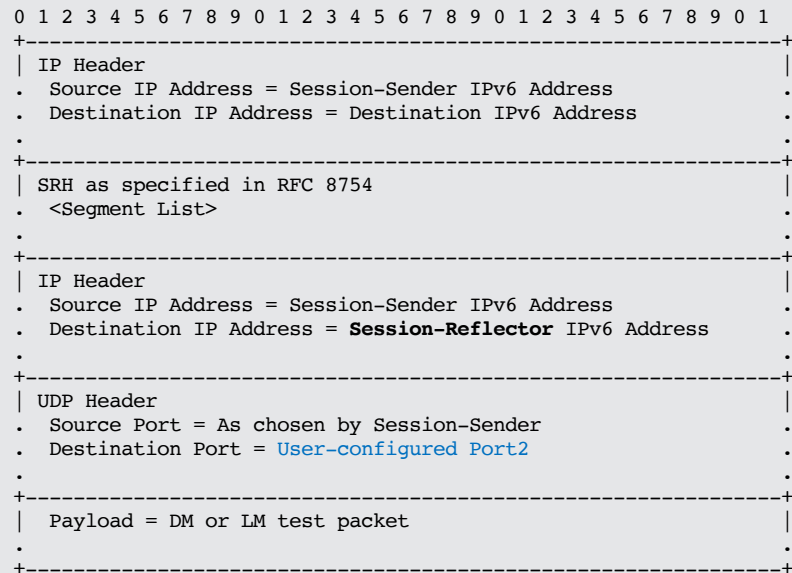 0 1 2 3 4 5 6 7 8 9 0 1 2 3 4 5 6 7 8 9 0 1 2 3 4 5 6 7 8 9 0 1
+---------------------------------------------------------------+
| IP Header                                                     |
.  Source IP Address = Session-Sender IPv6 Address              .
.  Destination IP Address = Destination IPv6 Address            .
.                                                               .
+---------------------------------------------------------------+
| SRH as specified in RFC 8754                                  |
.  <Segment List>                                               .
.                                                               .
+---------------------------------------------------------------+
| IP Header                                                     |
.  Source IP Address = Session-Sender IPv6 Address              .
.  Destination IP Address = Session-Reflector IPv6 Address      .
.                                                               .
+---------------------------------------------------------------+
| UDP Header                                                    |
.  Source Port = As chosen by Session-Sender                    .
.  Destination Port = User-configured Port2                     .
.                                                               .
+---------------------------------------------------------------+
|  Payload = DM or LM test packet                               |
.                                                               .
+---------------------------------------------------------------+